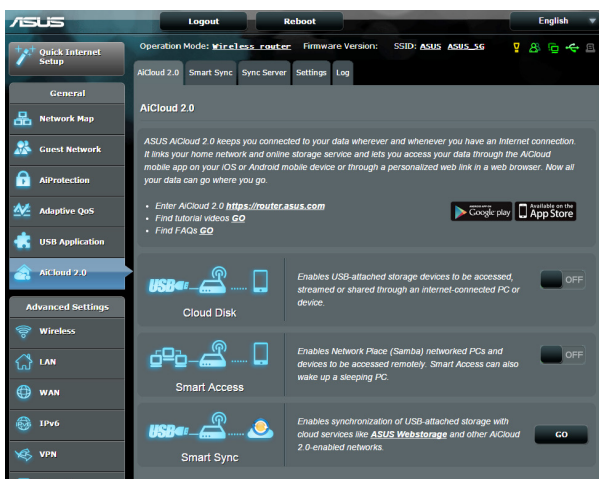 ASUS
Logout Reboot English
Quick Internet
Setup
Operation Mode: Wireless router Firmware Version: SSID: ASUS ASUS_5G
AiCloud 2.0 Smart Sync Sync Server Settings Log
General
Network Map
Guest Network
AiProtection
Adaptive QoS
USB Application
AiCloud 2.0
Advanced Settings
Wireless
LAN
WAN
IPv6
VPN
AiCloud 2.0
ASUS AiCloud 2.0 keeps you connected to your data wherever and whenever you have an Internet connection.
It links your home network and online storage service and lets you access your data through the AiCloud
mobile app on your iOS or Android mobile device or through a personalized web link in a web browser. Now all
your data can go where you go.
• Enter AiCloud 2.0 https://router.asus.com
• Find tutorial videos GO
• Find FAQs GO
Google play
Available on the
App Store
USB
Cloud Disk
Enables USB-attached storage devices to be accessed,
streamed or shared through an internet-connected PC or
device.
OFF
Smart Access
Enables Network Place (Samba) networked PCs and
devices to be accessed remotely. Smart Access can also
wake up a sleeping PC.
OFF
USB
Smart Sync
Enables synchronization of USB-attached storage with
cloud services like ASUS Webstorage and other AiCloud
2.0-enabled networks.
GO